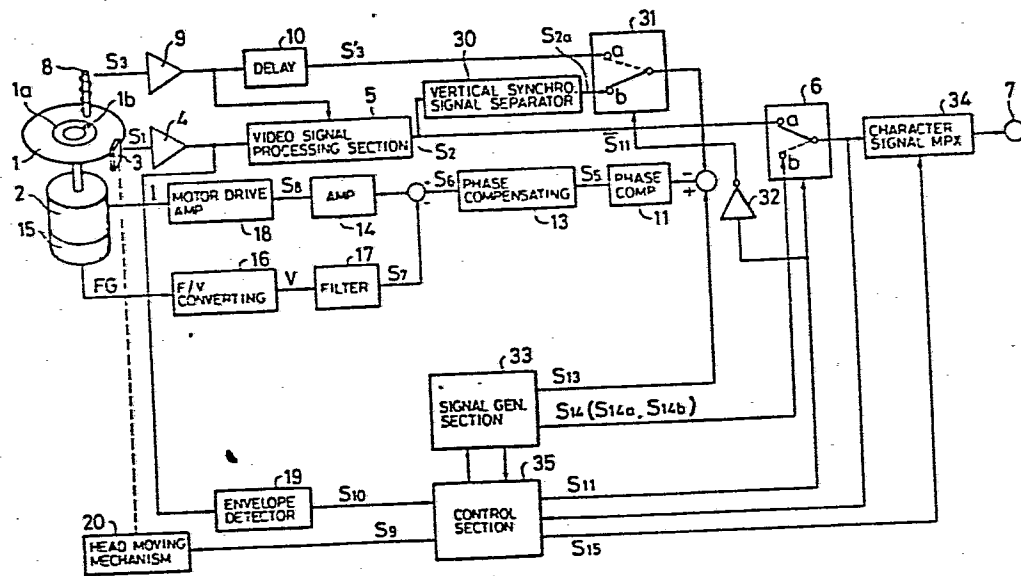 31
9
10
S3
DELAY
S'3
30
S2a
a
b
8
VERTICAL SYNCHRO-
SIGNAL SEPARATOR
6
34
7
1a
1b
4
5
S1
VIDEO SIGNAL
PROCESSING SECTION
S2
S11
a
b
CHARACTER
SIGNAL MPX
1
3
2
I
MOTOR DRIVE
AMP
S8
AMP
-
-
S6
PHASE
COMPENSATING
S5
PHASE
COMP
-
+
32
15
18
14
13
11
16
17
FG
F/V
CONVERTING
V
FILTER
S7
33
SIGNAL GEN.
SECTION
S13
S14(S14a, S14b)
35
19
ENVELOPE
DETECTOR
S10
CONTROL
SECTION
S11
20
HEAD MOVING
MECHANISM
S9
S15